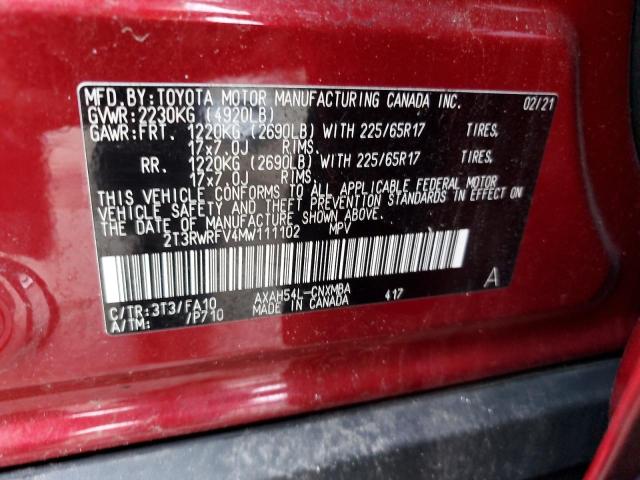 MFD.BY:TOYOTA MOTOR MANUFACTURING CANADA INC. 02/21
GVWR:2230KG (4920LB)
GAWR:FRT. 1220KG (2690LB) WITH 225/65R17 TIRES,
17x7.0J RIMS,
RR. 1220KG (2690LB) WITH 225/65R17 TIRES,
17x7.0J RIMS.
THIS VEHICLE CONFORMS TO ALL APPLICABLE FEDERAL MOTOR
VEHICLE SAFETY AND THEFT PREVENTION STANDARDS IN EFFECT ON
THE DATE OF MANUFACTURE SHOWN ABOVE.
2T3RWRFV4MW111102 MPV
A
C/TR:3T3/FA10 AXAH54L-CNXMBA 417
A/TM: /P710 MADE IN CANADA